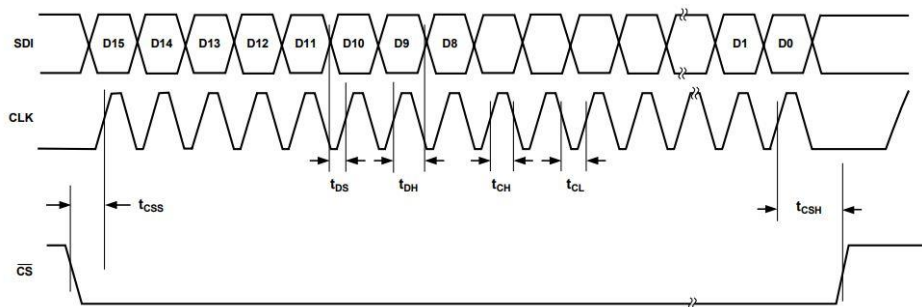 SDI D15 D14 D13 D12 D11 D10 D9 D8 D1 D0
CLK
tDS tDH tCH tCL
tCSS tCSH
CS